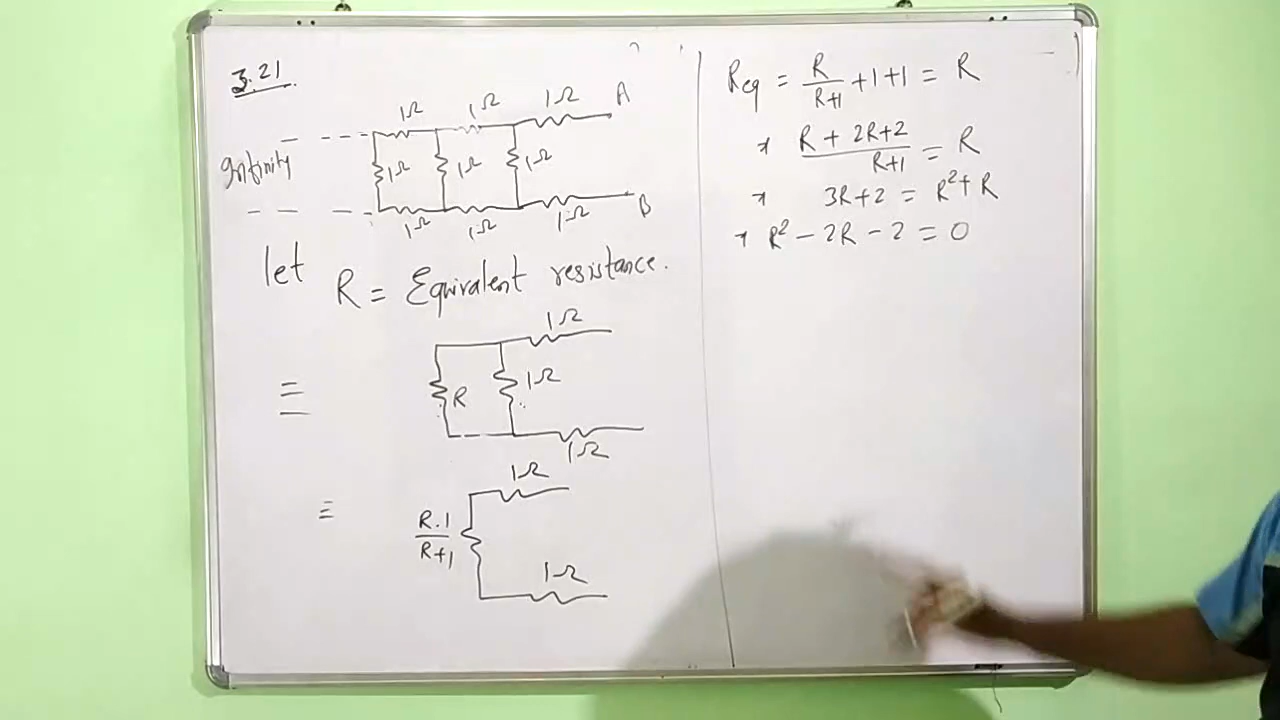 3.21
1Ω 1Ω 1Ω A
Infinity 1Ω 1Ω 1Ω
1Ω 1Ω 1Ω B
let R = Equivalent resistance.
1Ω
≡ R 1Ω
1Ω
1Ω
≡ R.1/R+1
1Ω
Req = R/R+1 +1+1 = R
R + 2R+2/R+1 = R
3R+2 = R²+ R
R² - 2R - 2 = 0